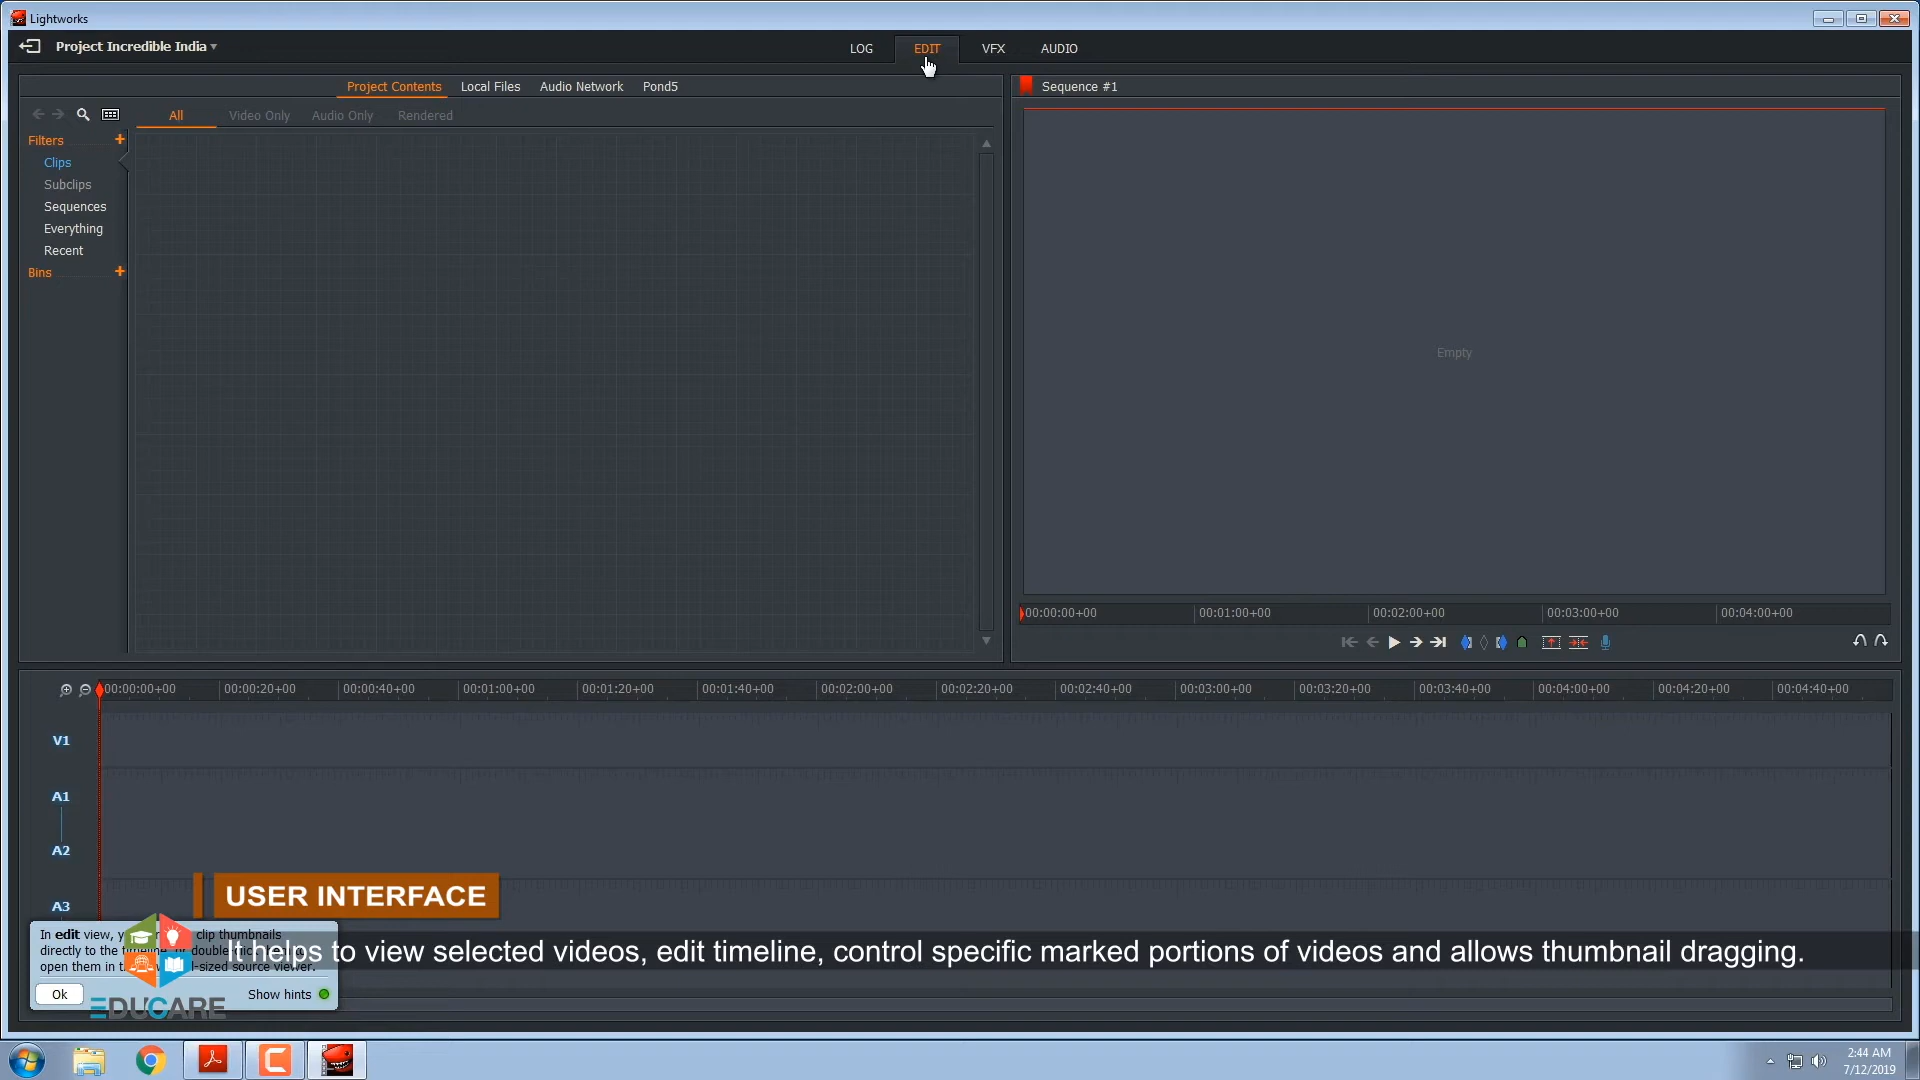 Lightworks
Project Incredible India
LOG EDIT VFX AUDIO
Project Contents Local Files Audio Network Pond5
Sequence #1
All Video Only Audio Only Rendered
Filters +
Clips
Subclips
Sequences
Everything
Recent
Bins +
Empty
00:00:00+00 00:01:00+00 00:02:00+00 00:03:00+00 00:04:00+00
00:00:00+00 00:00:20+00 00:00:40+00 00:01:00+00 00:01:20+00 00:01:40+00 00:02:00+00 00:02:20+00 00:02:40+00 00:03:00+00 00:03:20+00 00:03:40+00 00:04:00+00 00:04:20+00 00:04:40+00
V1
A1
A2
A3
USER INTERFACE
It helps to view selected videos, edit timeline, control specific marked portions of videos and allows thumbnail dragging.
In edit view, clip thumbnails
directly to the
open them in -sized source viewer.
Ok Show hints
EDUCARE
2:44 AM
7/12/2019